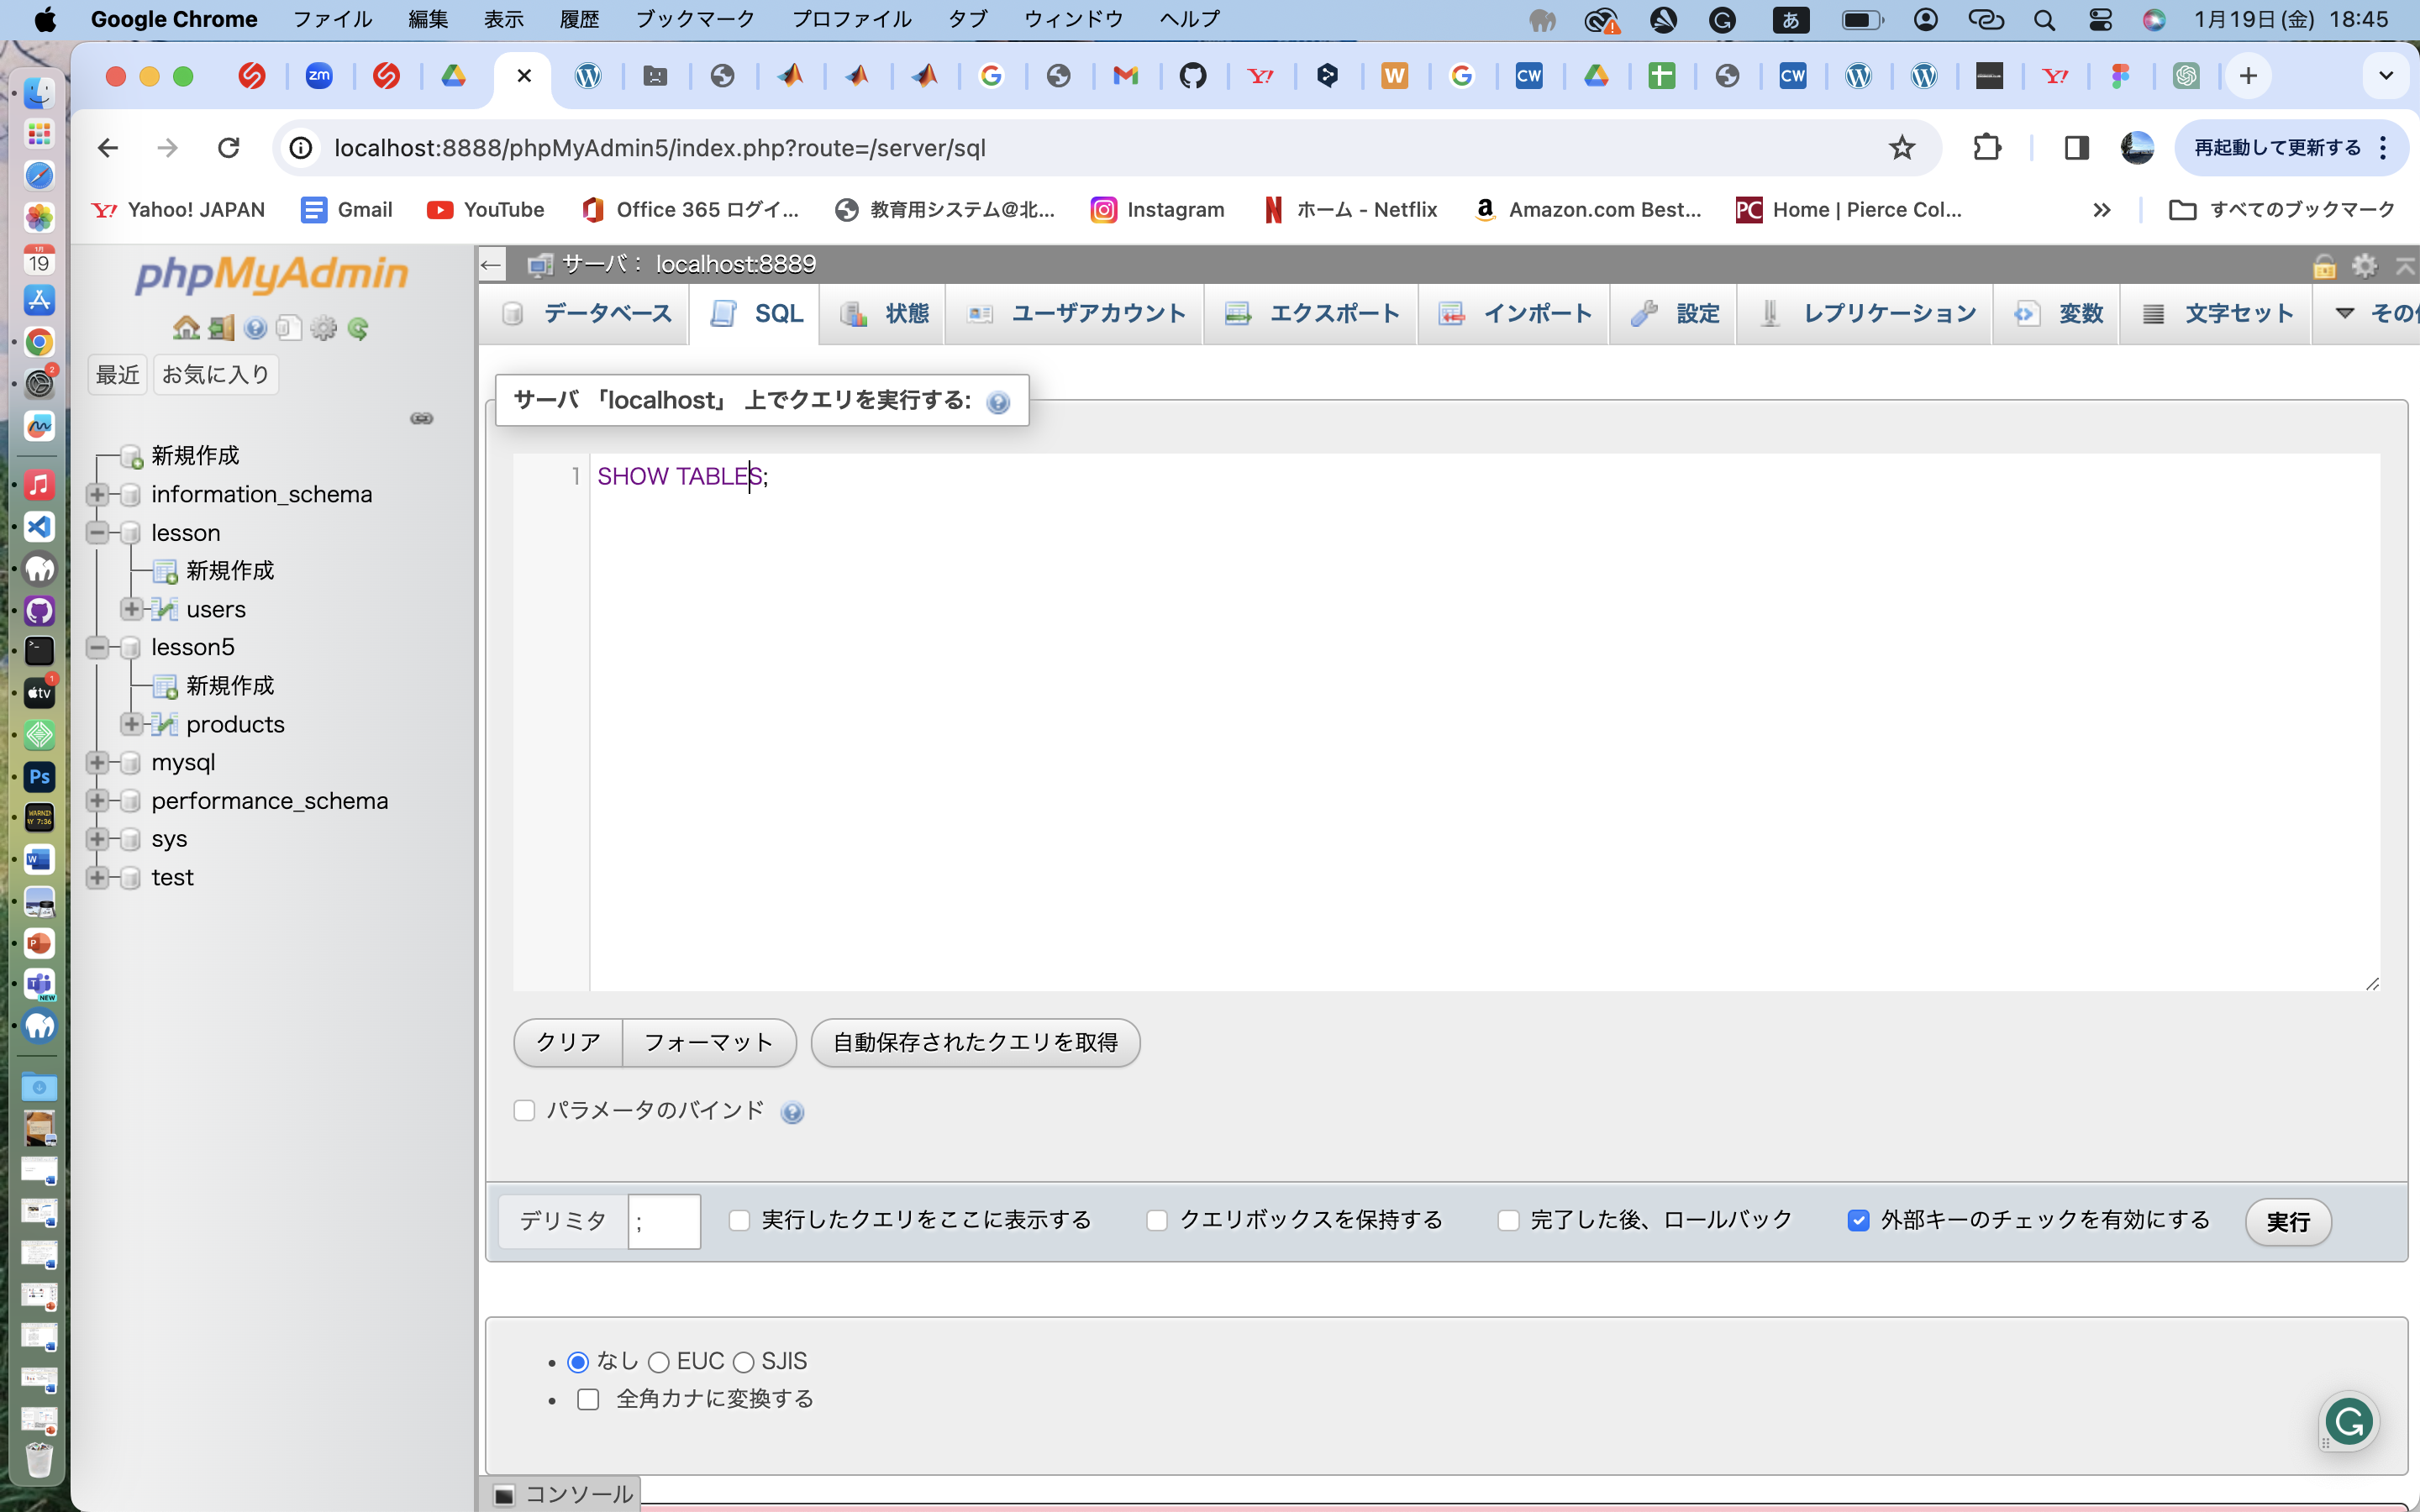 Google Chrome ファイル 編集 表示 履歴 ブックマーク プロファイル タブ ウィンドウ ヘルプ あ 1月19日(金) 18:45
zm W CW CW
localhost:8888/phpMyAdmin5/index.php?route=/server/sql 再起動して更新する
Yahoo! JAPAN Gmail YouTube Office 365 ログイ... 教育用システム@北... Instagram ホーム - Netflix Amazon.com Best... PC Home | Pierce Col... すべてのブックマーク
phpMyAdmin
最近 お気に入り
新規作成
information_schema
lesson
新規作成
users
lesson5
新規作成
products
mysql
performance_schema
sys
test
サーバ: localhost:8889
データベース SQL 状態 ユーザアカウント エクスポート インポート 設定 レプリケーション 変数 文字セット その
サーバ 「localhost」 上でクエリを実行する:
1 SHOW TABLES;
クリア フォーマット 自動保存されたクエリを取得
パラメータのバインド
デリミタ ; 実行したクエリをここに表示する クエリボックスを保持する 完了した後、ロールバック 外部キーのチェックを有効にする 実行
なし EUC SJIS
全角カナに変換する
コンソール
19
2
tv 1
Ps
W
P
NEW